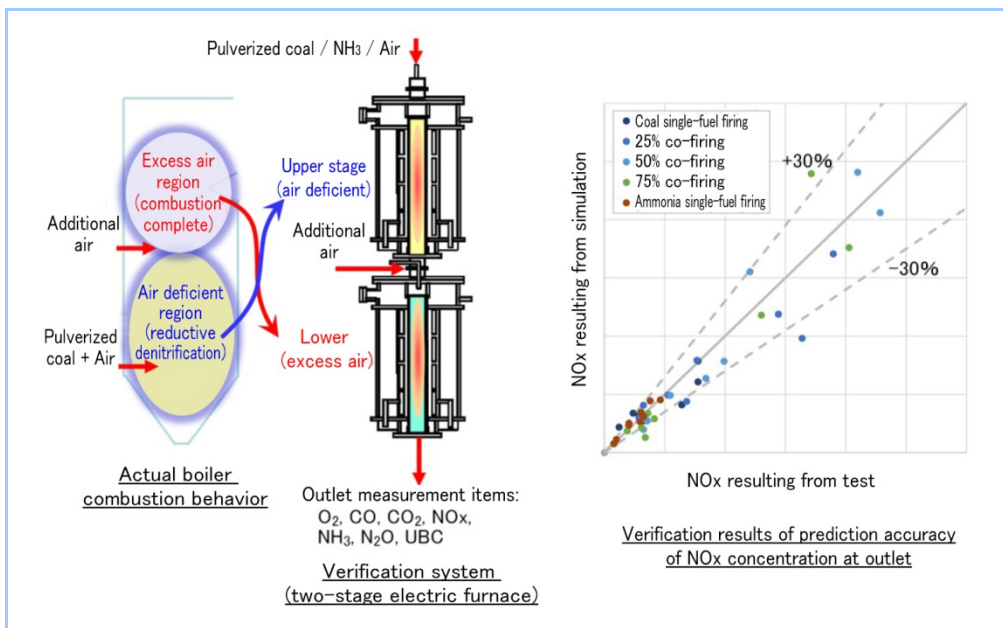 Pulverized coal / NH₃ / Air
Excess air
region
(combustion
complete)
Additional
air
Air deficient
region
(reductive
denitrification)
Pulverized
coal + Air
Actual boiler
combustion behavior
Upper stage
(air deficient)
Additional
air
Lower
(excess air)
Outlet measurement items:
O₂, CO, CO₂, NOx,
NH₃, N₂O, UBC
Verification system
(two-stage electric furnace)
Coal single-fuel firing
25% co-firing
50% co-firing
75% co-firing
Ammonia single-fuel firing
+30%
−30%
NOx resulting from simulation
NOx resulting from test
Verification results of prediction accuracy
of NOx concentration at outlet